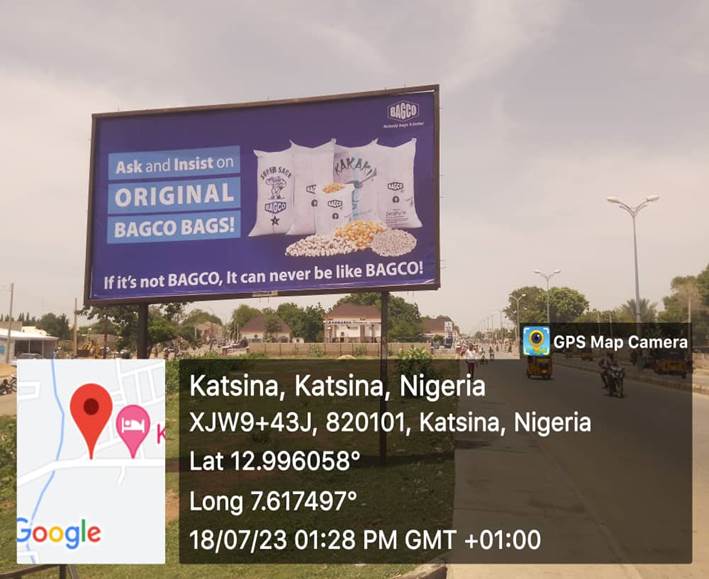 BAGCO
Ask and Insist on
ORIGINAL
BAGCO BAGS!
SUPER SACK
BAGCO
KAKAKI
BAGCO
If it's not BAGCO, It can never be like BAGCO!
GPS Map Camera
Katsina, Katsina, Nigeria
XJW9+43J, 820101, Katsina, Nigeria
Lat 12.996058°
Long 7.617497°
18/07/23 01:28 PM GMT +01:00
K
Google